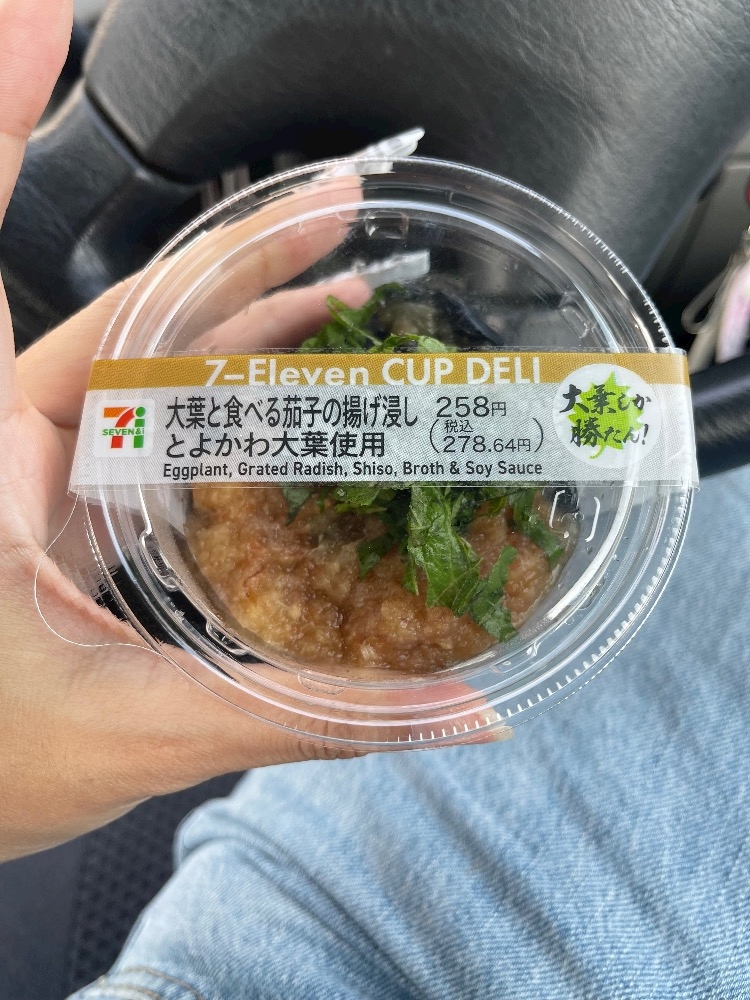 7-Eleven CUP DELI
SEVEN&i
大葉と食べる茄子の揚げ浸し
とよかわ大葉使用
258円
(税込
278.64円)
Eggplant, Grated Radish, Shiso, Broth & Soy Sauce
大葉しか
勝たん!